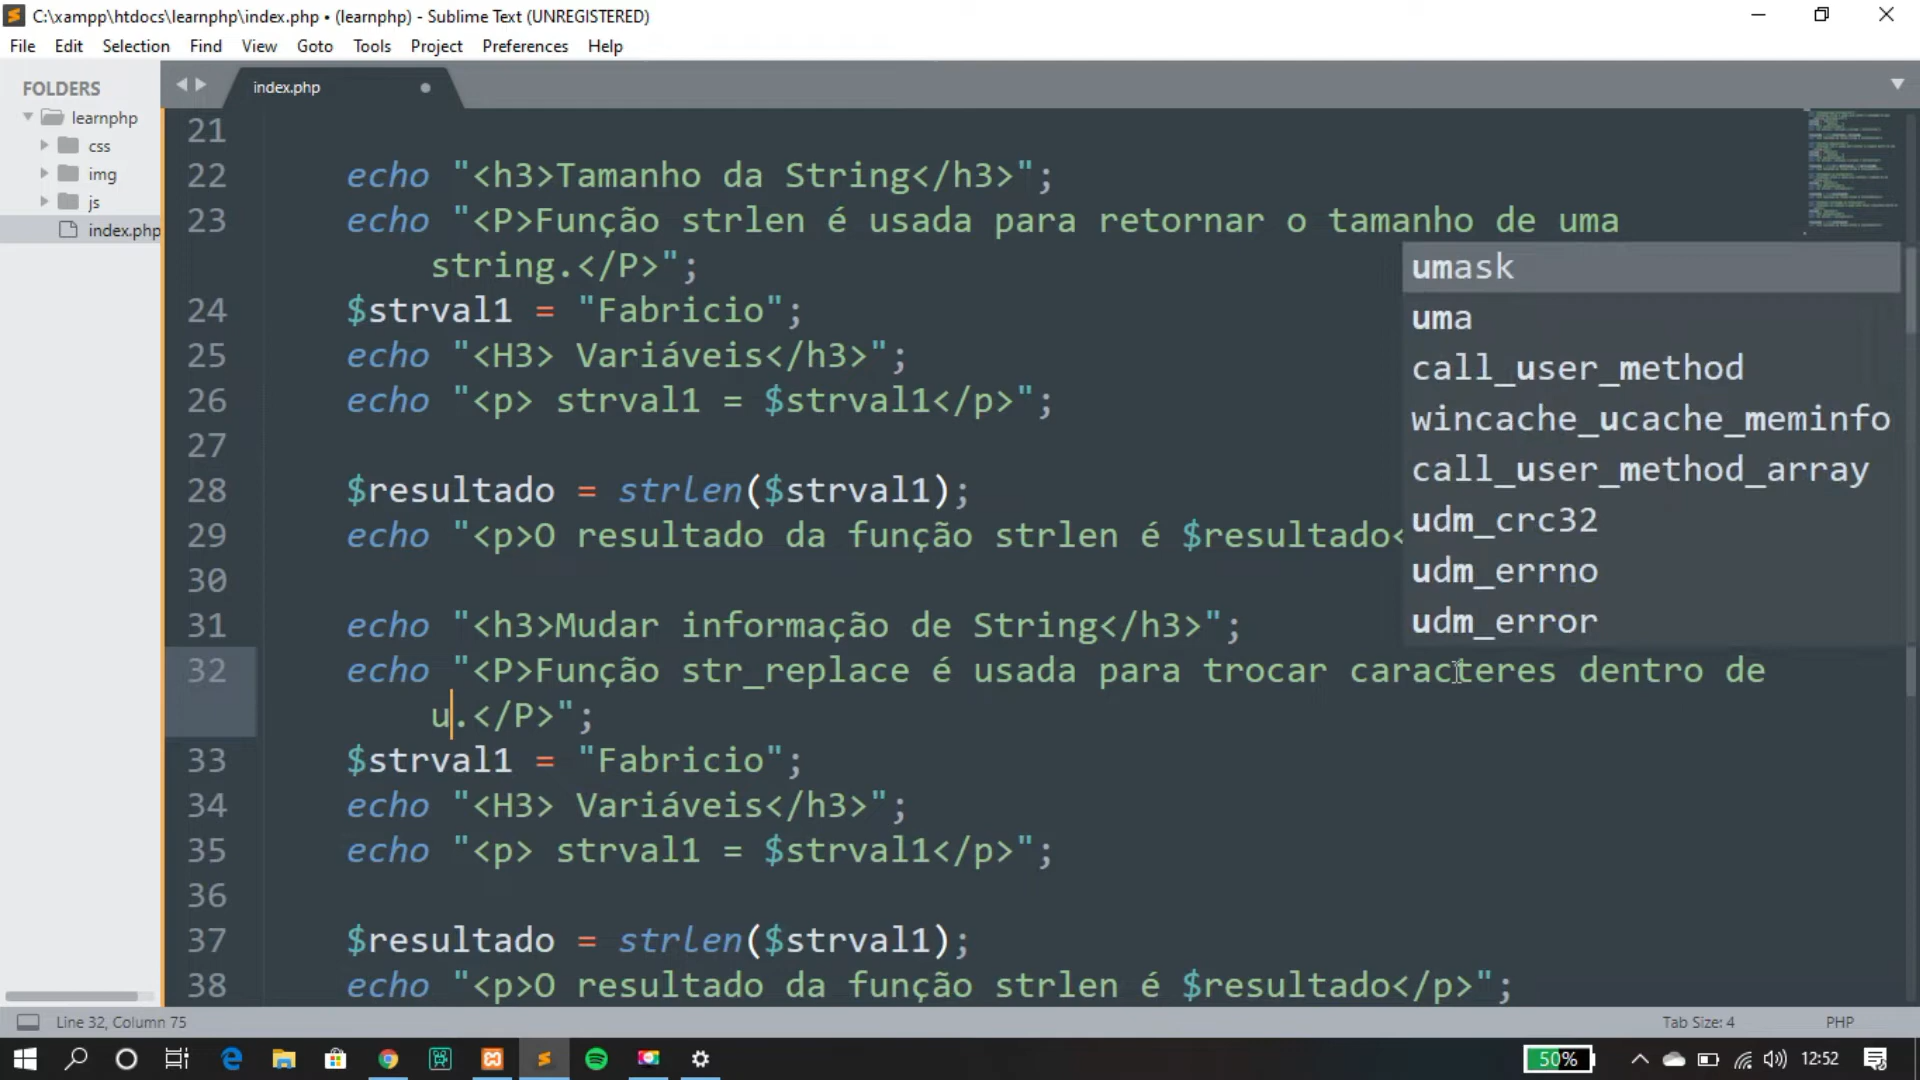 C:\xampp\htdocs\learnphp\index.php • (learnphp) - Sublime Text (UNREGISTERED)
File Edit Selection Find View Goto Tools Project Preferences Help
FOLDERS
learnphp
css
img
js
index.php
index.php
21
22 echo "<h3>Tamanho da String</h3>";
23 echo "<P>Função strlen é usada para retornar o tamanho de uma
string.</P>";
24 $strval1 = "Fabricio";
25 echo "<H3> Variáveis</h3>";
26 echo "<p> strval1 = $strval1</p>";
27
28 $resultado = strlen($strval1);
29 echo "<p>O resultado da função strlen é $resultado<
30
31 echo "<h3>Mudar informação de String</h3>";
32 echo "<P>Função str_replace é usada para trocar caracteres dentro de
u.</P>";
33 $strval1 = "Fabricio";
34 echo "<H3> Variáveis</h3>";
35 echo "<p> strval1 = $strval1</p>";
36
37 $resultado = strlen($strval1);
38 echo "<p>O resultado da função strlen é $resultado</p>";
umask
uma
call_user_method
wincache_ucache_meminfo
call_user_method_array
udm_crc32
udm_errno
udm_error
Line 32, Column 75
Tab Size: 4
PHP
50%
12:52